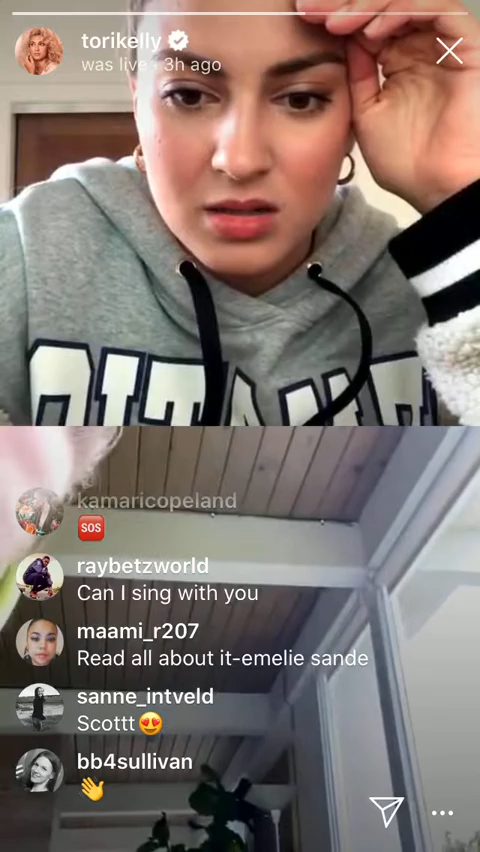 torikelly
was live · 3h ago
kamaricopeland
🆘
raybetzworld
Can I sing with you
maami_r207
Read all about it-emelie sande
sanne_intveld
Scottt😍
bb4sullivan
👋